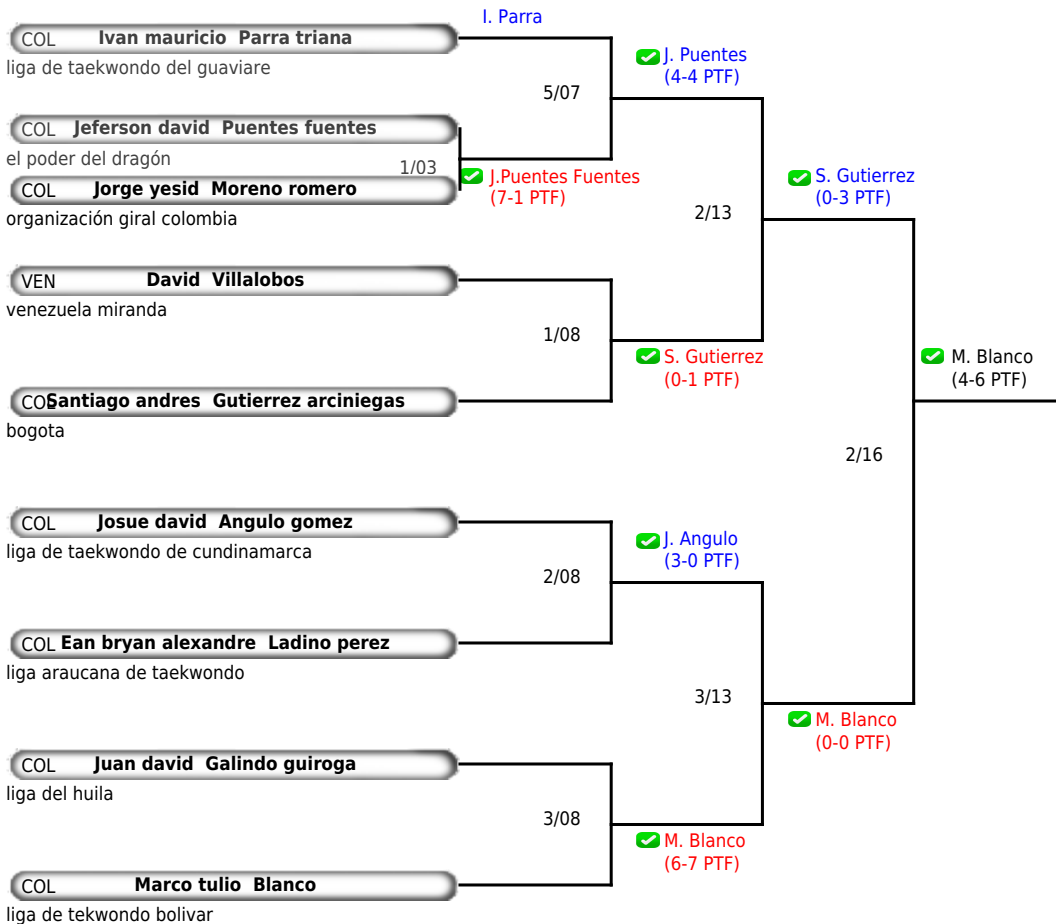 I. Parra
COL Ivan mauricio Parra triana
liga de taekwondo del guaviare
J. Puentes
(4-4 PTF)
5/07
COL Jeferson david Puentes fuentes
el poder del dragón
1/03
J.Puentes Fuentes
(7-1 PTF)
COL Jorge yesid Moreno romero
organización giral colombia
S. Gutierrez
(0-3 PTF)
2/13
VEN David Villalobos
venezuela miranda
1/08
S. Gutierrez
(0-1 PTF)
M. Blanco
(4-6 PTF)
COL Santiago andres Gutierrez arciniegas
bogota
2/16
COL Josue david Angulo gomez
liga de taekwondo de cundinamarca
J. Angulo
(3-0 PTF)
2/08
COL Ean bryan alexandre Ladino perez
liga araucana de taekwondo
3/13
M. Blanco
(0-0 PTF)
COL Juan david Galindo guiroga
liga del huila
3/08
M. Blanco
(6-7 PTF)
COL Marco tulio Blanco
liga de tekwondo bolivar